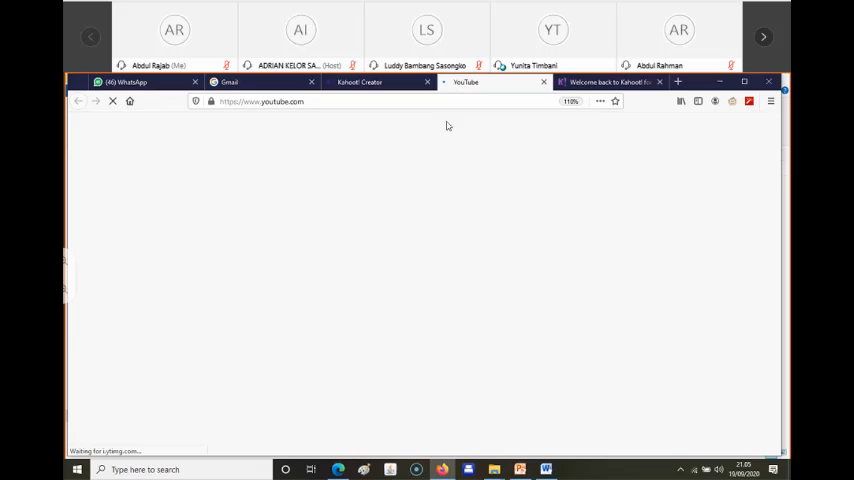 AR
AI
LS
YT
AR
Abdul Rajab (Me)
ADRIAN KELOR SA... (Host)
Luddy Bambang Sasongko
Yunita Timbani
Abdul Rahman
(46) WhatsApp
Gmail
Kahoot! Creator
YouTube
K! Welcome back to Kahoot! for
https://www.youtube.com
110%
Waiting for i.ytimg.com...
Type here to search
21.05
19/09/2020